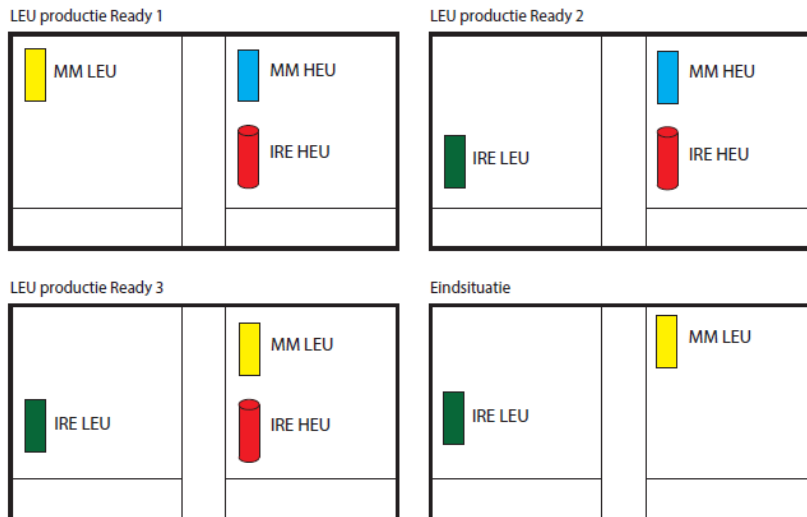 LEU productie Ready 1
MM LEU
MM HEU
IRE HEU
LEU productie Ready 2
MM HEU
IRE LEU
IRE HEU
LEU productie Ready 3
MM LEU
IRE LEU
IRE HEU
Eindsituatie
MM LEU
IRE LEU